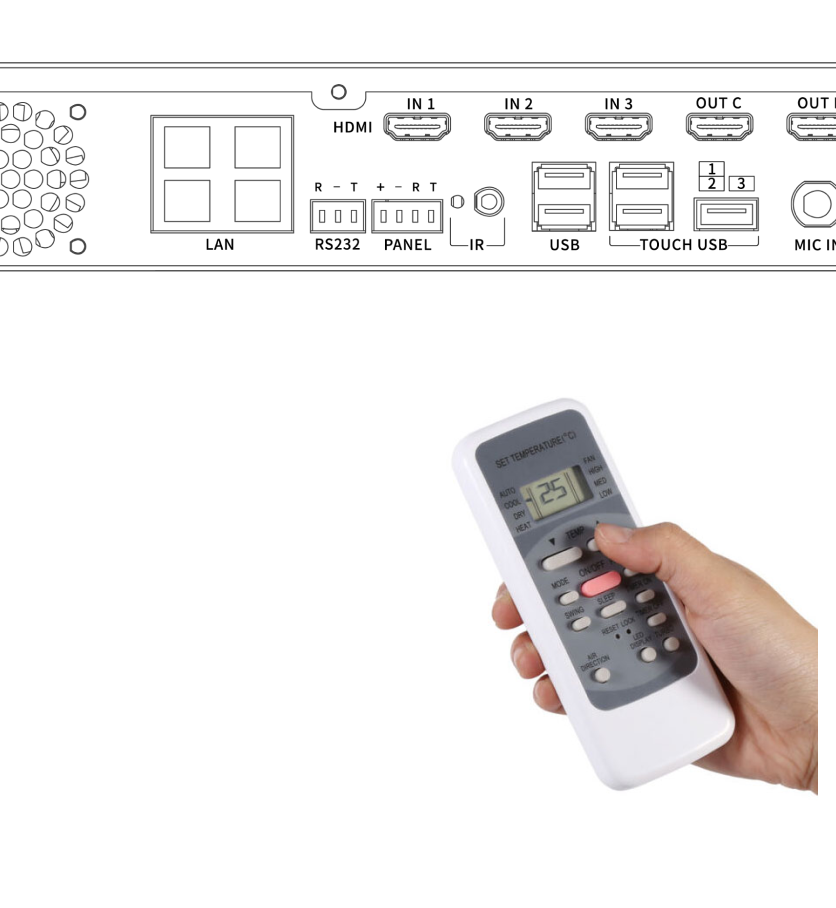 IN 1
IN 2
IN 3
OUT C
OUT
HDMI
R - T
+ - R T
1
2
3
LAN
RS232
PANEL
IR
USB
TOUCH USB
MIC IN
SET TEMPERATURE(°C)
AUTO
COOL
DRY
HEAT
25
FAN
HIGH
MED
LOW
▼ TEMP ▲
MODE
ON/OFF
SWING
SLEEP
RESET LOCK
LED
DISPLAY
AIR
DIRECTION